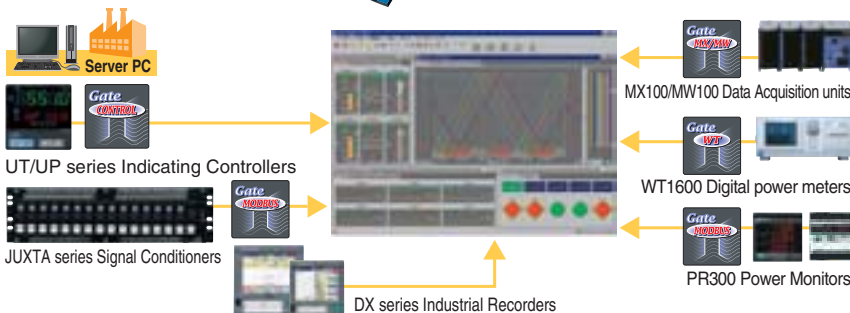 Server PC
Gate
CONTROL
UT/UP series Indicating Controllers
Gate
MODBUS
JUXTA series Signal Conditioners
DX series Industrial Recorders
Gate
MX/MW
MX100/MW100 Data Acquisition units
Gate
WT
WT1600 Digital power meters
Gate
MODBUS
PR300 Power Monitors